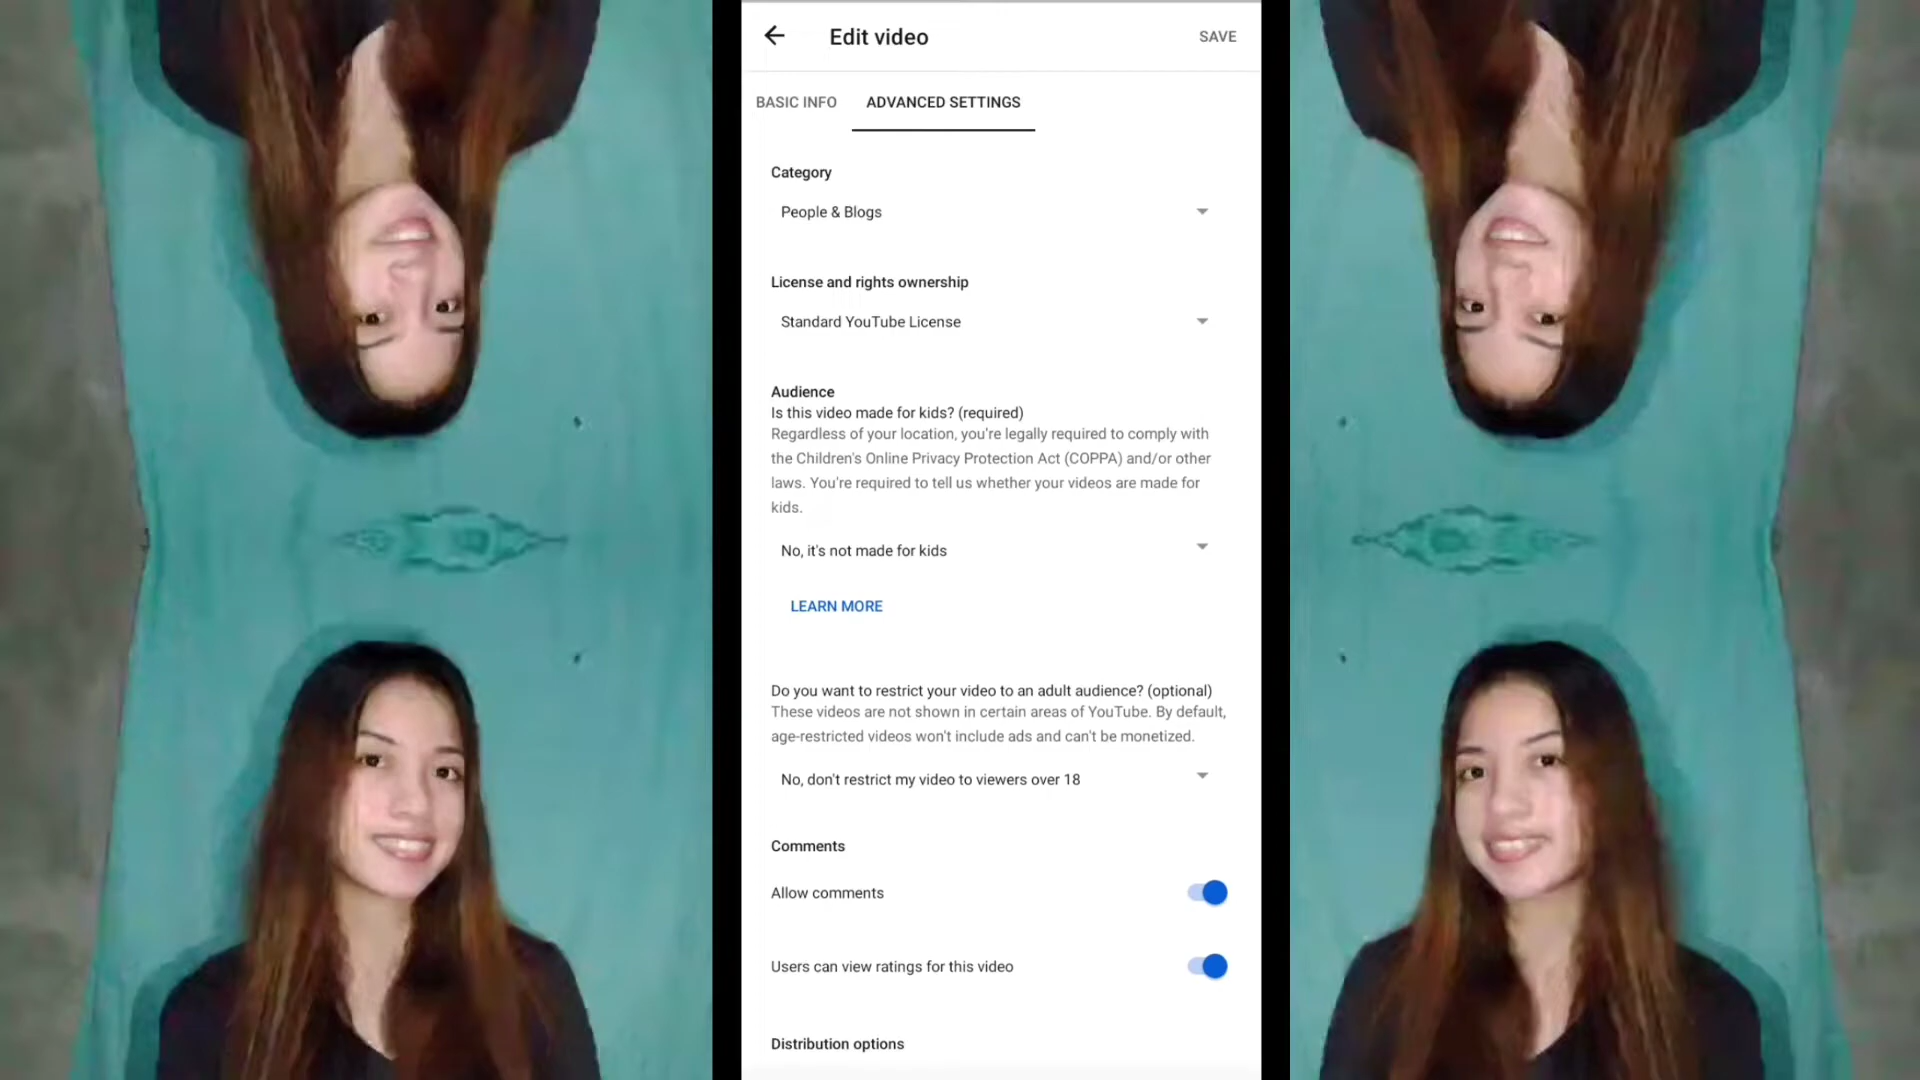 Edit video
SAVE
BASIC INFO
ADVANCED SETTINGS
Category
People & Blogs
License and rights ownership
Standard YouTube License
Audience
Is this video made for kids? (required)
Regardless of your location, you're legally required to comply with
the Children's Online Privacy Protection Act (COPPA) and/or other
laws. You're required to tell us whether your videos are made for
kids.
No, it's not made for kids
LEARN MORE
Do you want to restrict your video to an adult audience? (optional)
These videos are not shown in certain areas of YouTube. By default,
age-restricted videos won't include ads and can't be monetized.
No, don't restrict my video to viewers over 18
Comments
Allow comments
Users can view ratings for this video
Distribution options